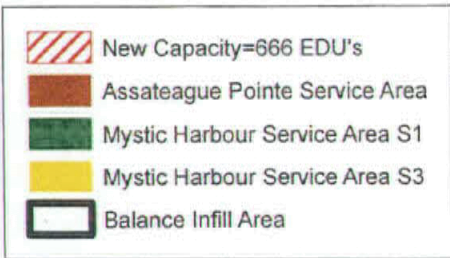 New Capacity=666 EDU's
Assateague Pointe Service Area
Mystic Harbour Service Area S1
Mystic Harbour Service Area S3
Balance Infill Area